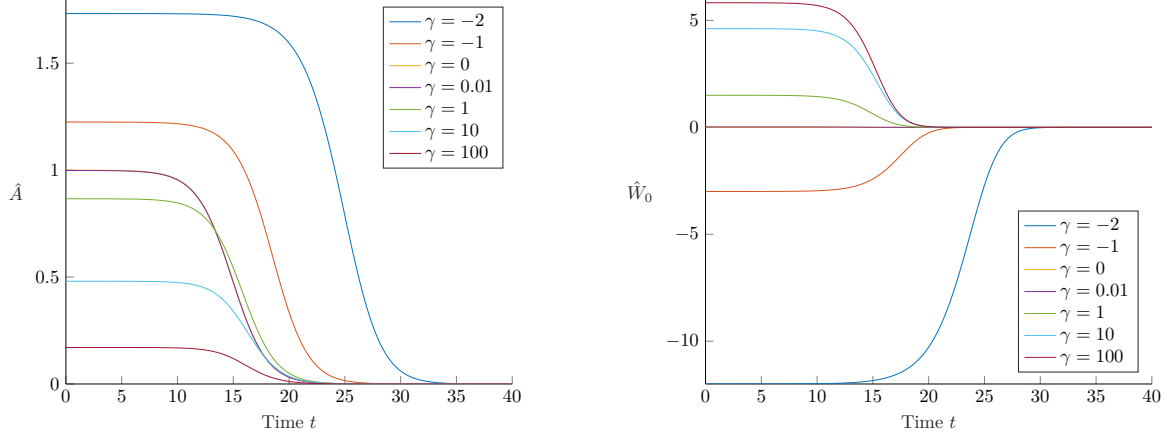 1.5
1
0.5
0
Â
0 5 10 15 20 25 30 35 40
Time t
γ = −2
γ = −1
γ = 0
γ = 0.01
γ = 1
γ = 10
γ = 100
5
0
−5
−10
Ŵ₀
0 5 10 15 20 25 30 35 40
Time t
γ = −2
γ = −1
γ = 0
γ = 0.01
γ = 1
γ = 10
γ = 100